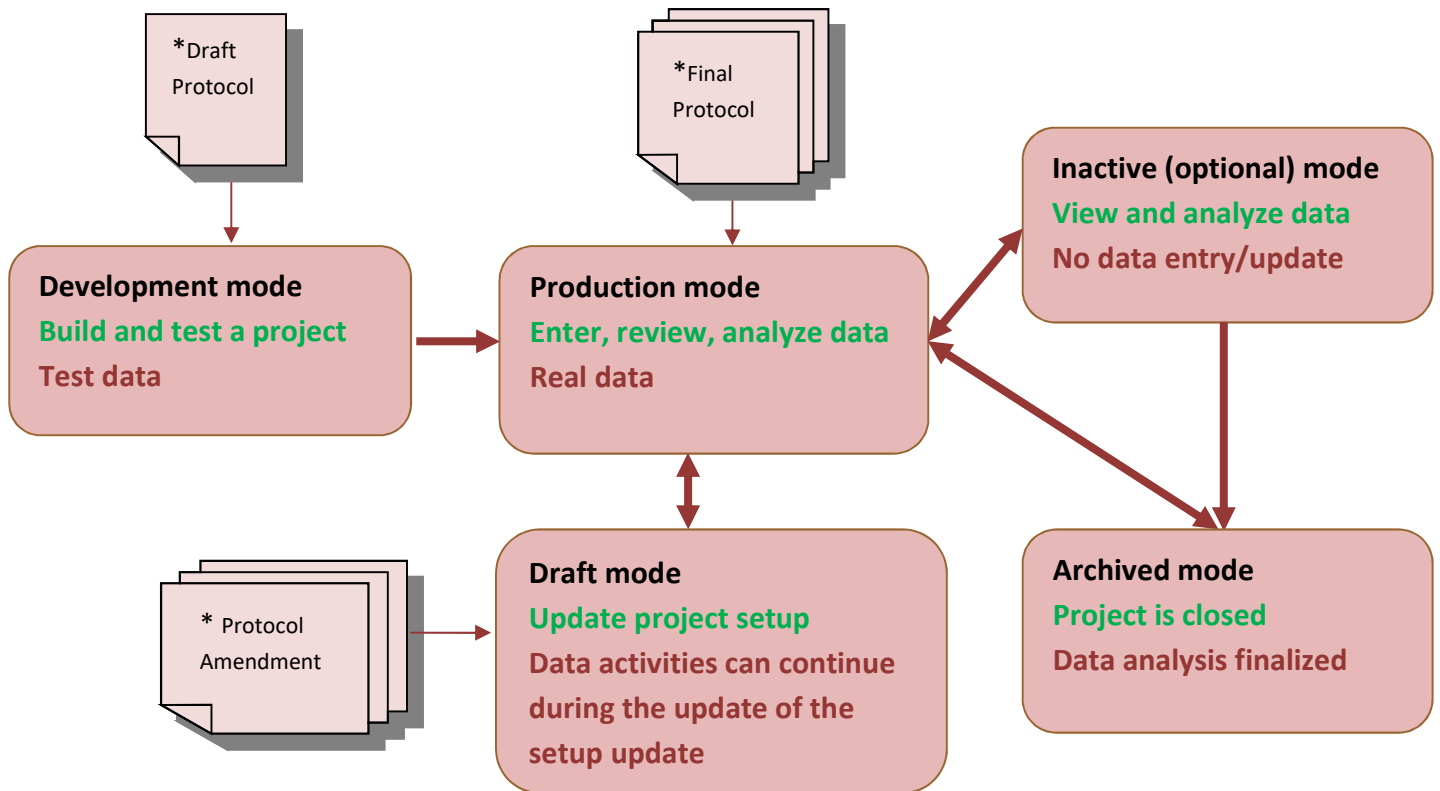 *Draft
Protocol
*Final
Protocol
Inactive (optional) mode
View and analyze data
No data entry/update
Development mode
Build and test a project
Test data
Production mode
Enter, review, analyze data
Real data
* Protocol
Amendment
Draft mode
Update project setup
Data activities can continue
during the update of the
setup update
Archived mode
Project is closed
Data analysis finalized